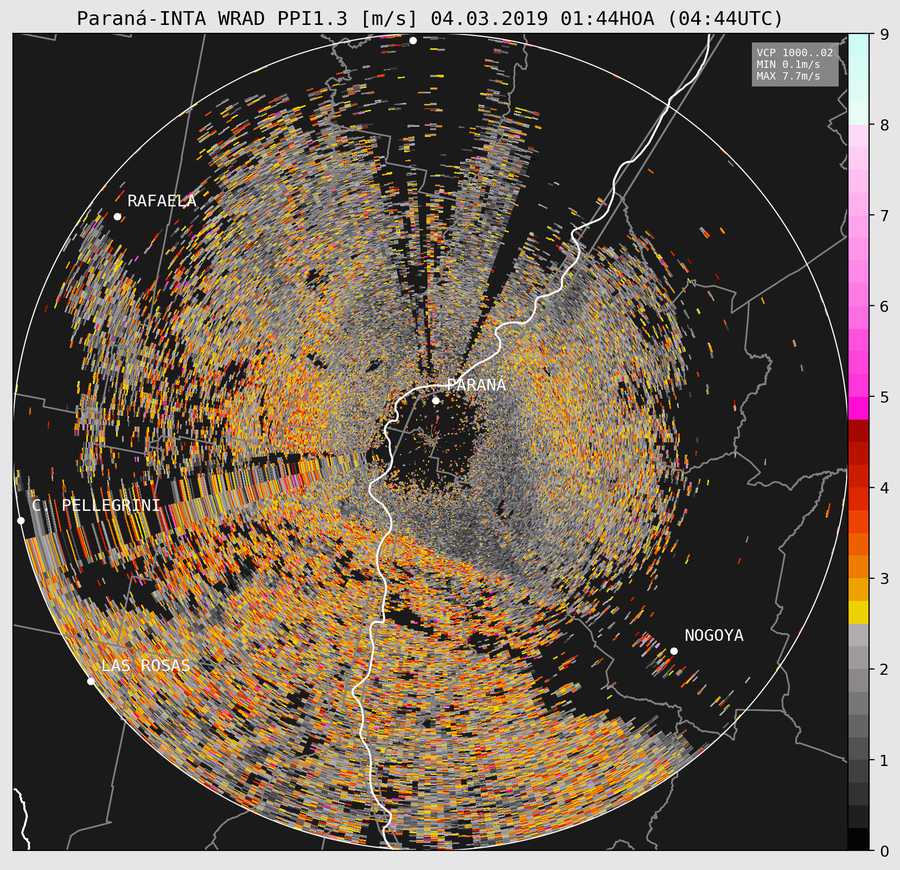 Paraná-INTA WRAD PPI1.3 [m/s] 04.03.2019 01:44HOA (04:44UTC)
VCP 1000..02
MIN 0.1m/s
MAX 7.7m/s
9
8
7
6
5
4
3
2
1
0
RAFAELA
PARANÁ
C. PELLEGRINI
NOGOYA
LAS ROSAS